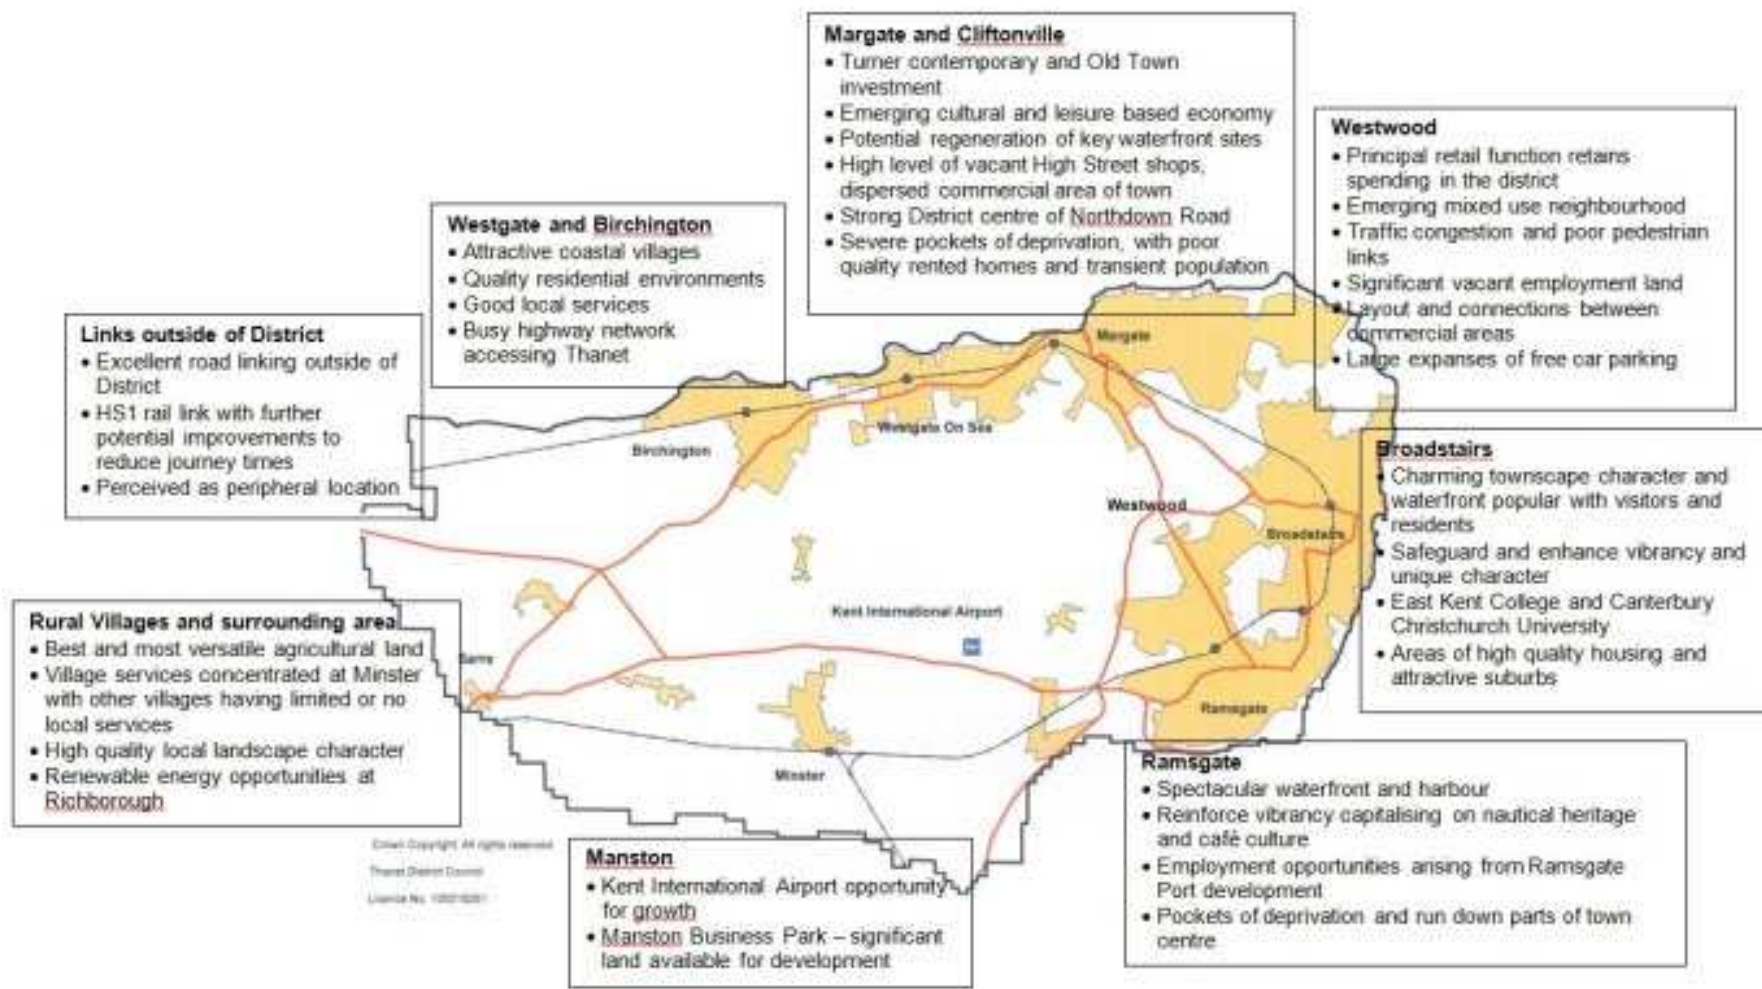 Margate and Cliftonville
• Turner contemporary and Old Town
investment
• Emerging cultural and leisure based economy
• Potential regeneration of key waterfront sites
• High level of vacant High Street shops,
dispersed commercial area of town
• Strong District centre of Northdown Road
• Severe pockets of deprivation, with poor
quality rented homes and transient population
Westwood
• Principal retail function retains
spending in the district
• Emerging mixed use neighbourhood
• Traffic congestion and poor pedestrian
links
• Significant vacant employment land
• Layout and connections between
commercial areas
• Large expanses of free car parking
Westgate and Birchington
• Attractive coastal villages
• Quality residential environments
• Good local services
• Busy highway network
accessing Thanet
Links outside of District
• Excellent road linking outside of
District
• HS1 rail link with further
potential improvements to
reduce journey times
• Perceived as peripheral location
Margate
Westgate On Sea
Birchington
Westwood
Broadstairs
Kent International Airport
Sarre
Ramsgate
Minster
Broadstairs
• Charming townscape character and
waterfront popular with visitors and
residents
• Safeguard and enhance vibrancy and
unique character
• East Kent College and Canterbury
Christchurch University
• Areas of high quality housing and
attractive suburbs
Rural Villages and surrounding area
• Best and most versatile agricultural land
• Village services concentrated at Minster
with other villages having limited or no
local services
• High quality local landscape character
• Renewable energy opportunities at
Richborough
Ramsgate
• Spectacular waterfront and harbour
• Reinforce vibrancy capitalising on nautical heritage
and café culture
• Employment opportunities arising from Ramsgate
Port development
• Pockets of deprivation and run down parts of town
centre
Crown Copyright. All rights reserved
Thanet District Council
Licence No.
Manston
• Kent International Airport opportunity
for growth
• Manston Business Park – significant
land available for development